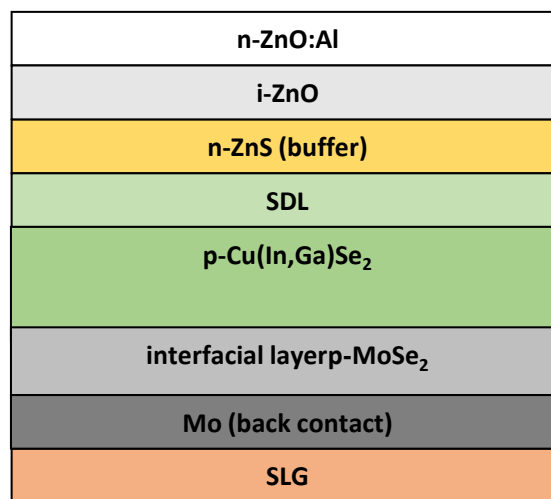 n-ZnO:Al
i-ZnO
n-ZnS (buffer)
SDL
p-Cu(In,Ga)Se₂
interfacial layerp-MoSe₂
Mo (back contact)
SLG